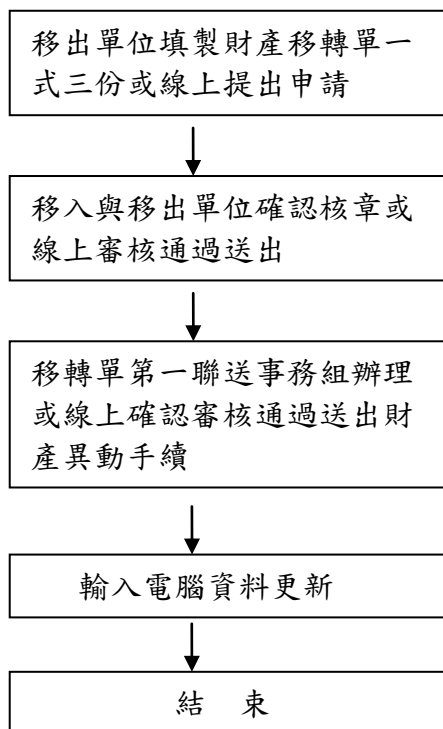 移出單位填製財產移轉單一
式三份或線上提出申請
移入與移出單位確認核章或
線上審核通過送出
移轉單第一聯送事務組辦理
或線上確認審核通過送出財
產異動手續
輸入電腦資料更新
結 束